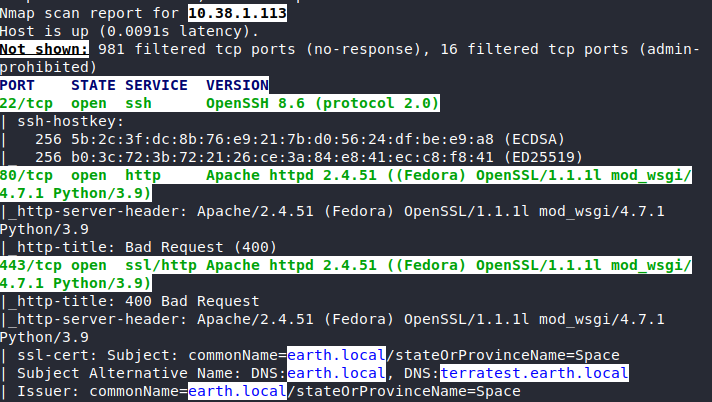 Nmap scan report for 10.38.1.113
Host is up (0.0091s latency).
Not shown: 981 filtered tcp ports (no-response), 16 filtered tcp ports (admin-
prohibited)
PORT    STATE SERVICE  VERSION
22/tcp  open  ssh      OpenSSH 8.6 (protocol 2.0)
| ssh-hostkey:
|   256 5b:2c:3f:dc:8b:76:e9:21:7b:d0:56:24:df:be:e9:a8 (ECDSA)
|_  256 b0:3c:72:3b:72:21:26:ce:3a:84:e8:41:ec:c8:f8:41 (ED25519)
80/tcp  open  http     Apache httpd 2.4.51 ((Fedora) OpenSSL/1.1.1l mod_wsgi/
4.7.1 Python/3.9)
|_http-server-header: Apache/2.4.51 (Fedora) OpenSSL/1.1.1l mod_wsgi/4.7.1
Python/3.9
|_http-title: Bad Request (400)
443/tcp open  ssl/http Apache httpd 2.4.51 ((Fedora) OpenSSL/1.1.1l mod_wsgi/
4.7.1 Python/3.9)
|_http-title: 400 Bad Request
|_http-server-header: Apache/2.4.51 (Fedora) OpenSSL/1.1.1l mod_wsgi/4.7.1
Python/3.9
| ssl-cert: Subject: commonName=earth.local/stateOrProvinceName=Space
| Subject Alternative Name: DNS:earth.local, DNS:terratest.earth.local
| Issuer: commonName=earth.local/stateOrProvinceName=Space